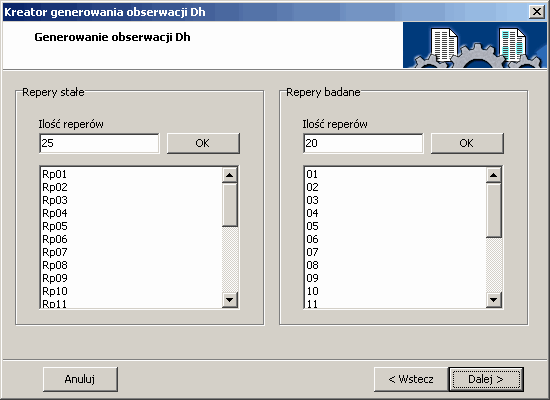 Kreator generowania obserwacji Dh
Generowanie obserwacji Dh
Repery stałe
Ilość reperów
25
OK
Rp01
Rp02
Rp03
Rp04
Rp05
Rp06
Rp07
Rp08
Rp09
Rp10
Rp11
Repery badane
Ilość reperów
20
OK
01
02
03
04
05
06
07
08
09
10
11
Anuluj
< Wstecz
Dalej >